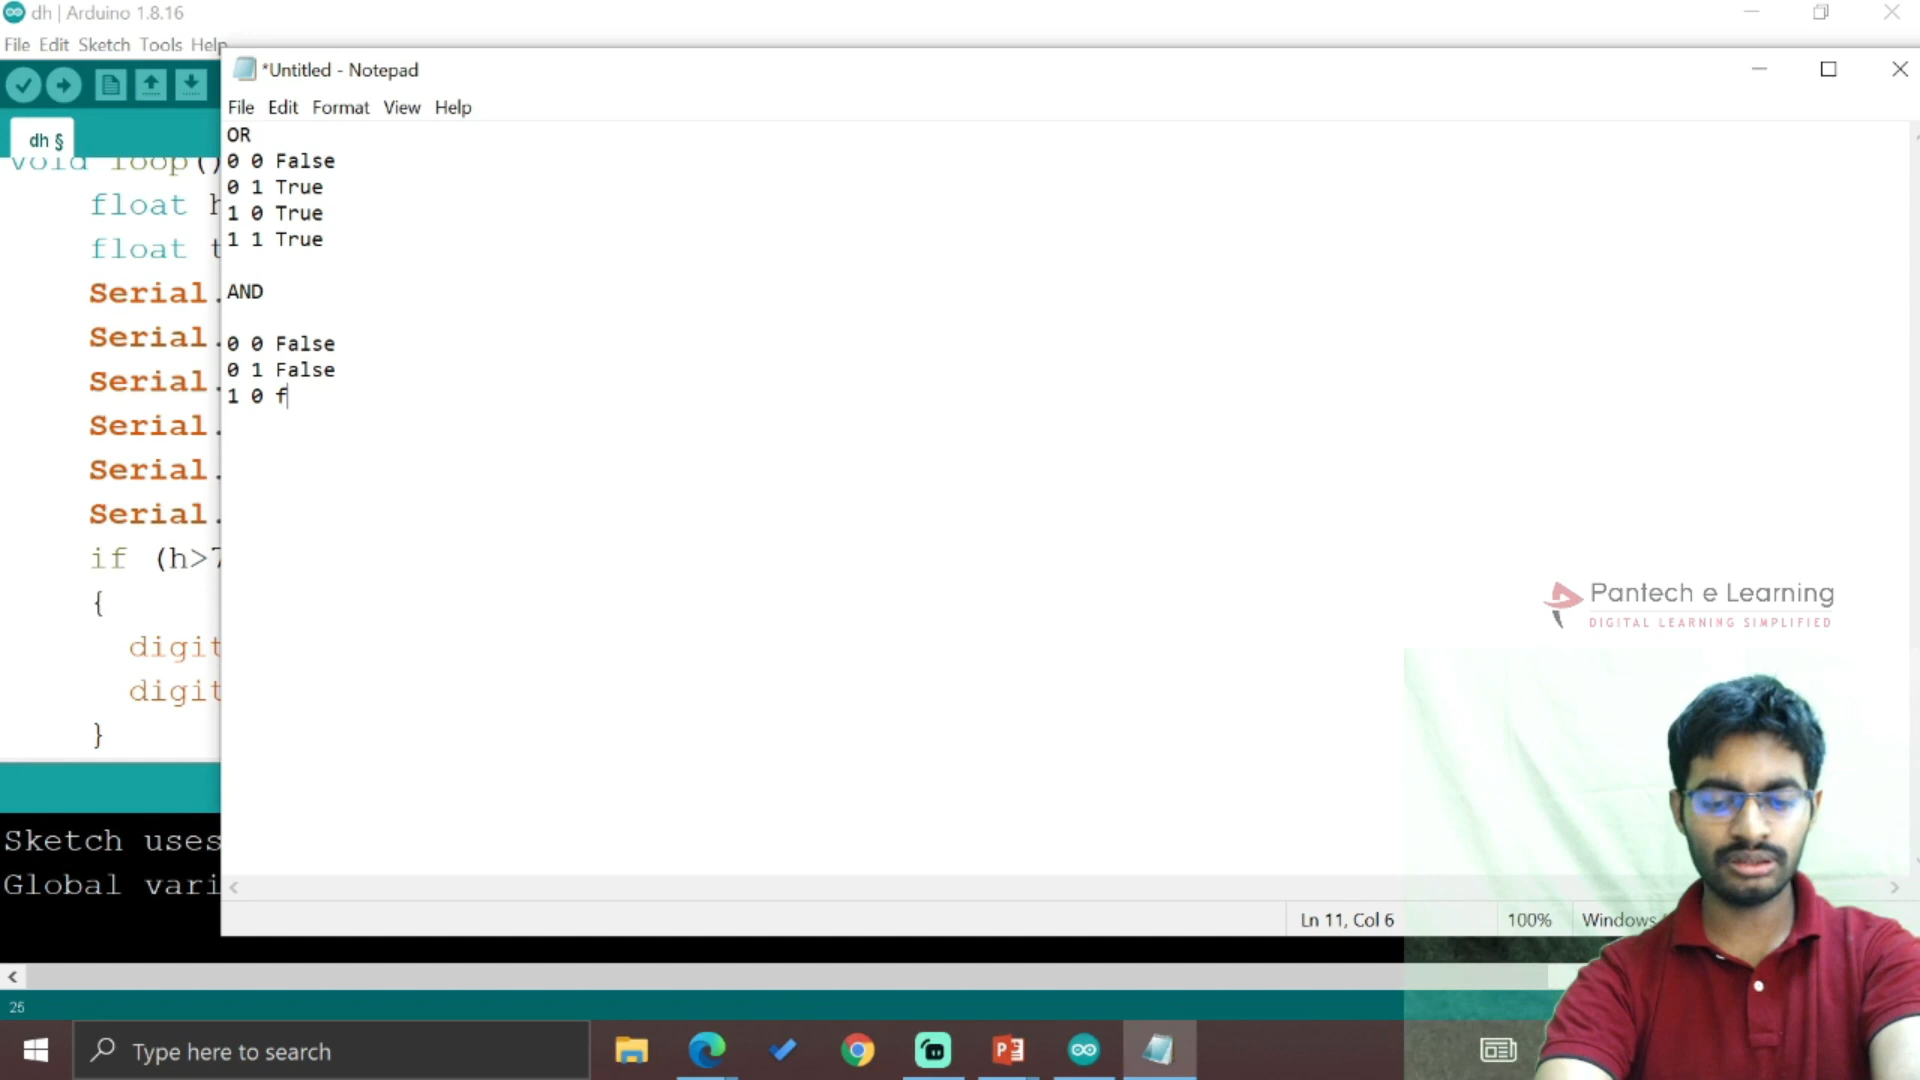 dh | Arduino 1.8.16
File Edit Sketch Tools Help
dh §
void loop()
float h
float t
Serial.
Serial.
Serial.
Serial.
Serial.
Serial.
if (h>7
{
digit
digit
}
Sketch uses
Global vari
25
*Untitled - Notepad
File Edit Format View Help
OR
0 0 False
0 1 True
1 0 True
1 1 True
AND
0 0 False
0 1 False
1 0 f
Ln 11, Col 6
100%
Windows
Pantech e Learning
DIGITAL LEARNING SIMPLIFIED
Type here to search